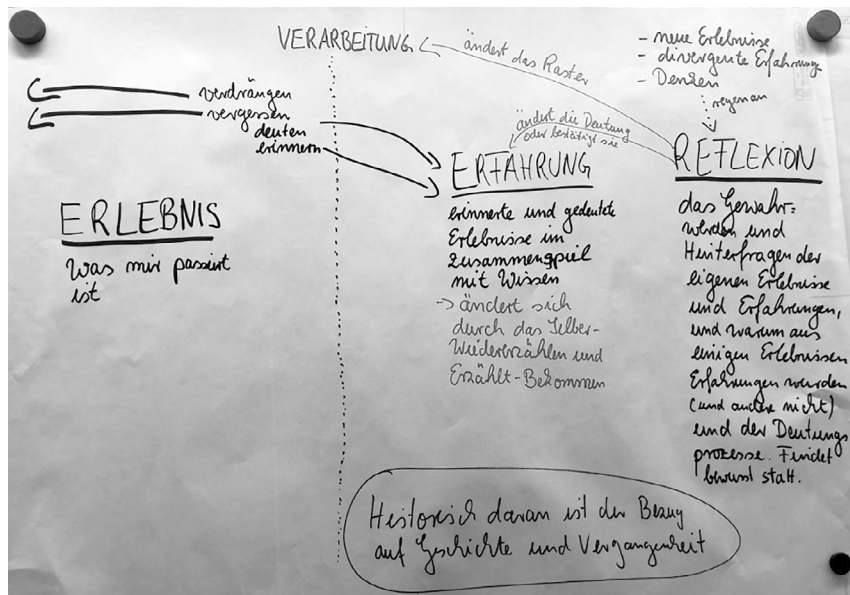 VERARBEITUNG
ändert das Raster
- neue Erlebnisse
- divergente Erfahrung
- Denken
regen an
verdrängen
vergessen
deuten
erinnern
ändert die Deutung
oder bestätigt sie
ERLEBNIS
Was mir passiert
ist
ERFAHRUNG
erinnerte und gedeutete
Erlebnisse im
Zusammenspiel
mit Wissen
-> ändert sich
durch das Selber-
Wiedererzählen und
Erzählt-Bekommen
REFLEXION
das Gewahr=
werden und
Hinterfragen der
eigenen Erlebnisse
und Erfahrungen,
und warum aus
einigen Erlebnissen
Erfahrungen wurden
(und andere nicht)
und der Deutungs
prozesse. Findet
bewusst statt.
Historisch daran ist der Bezug
auf Geschichte und Vergangenheit